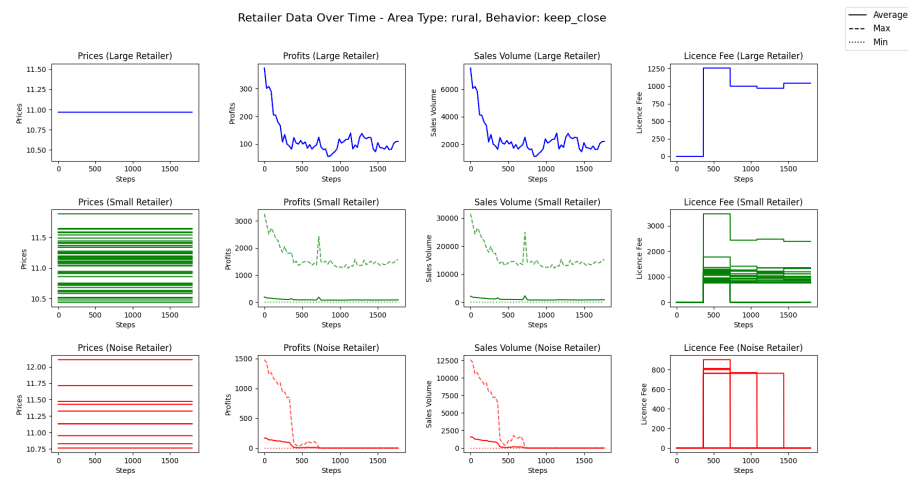 Retailer Data Over Time - Area Type: rural, Behavior: keep_close
Average
Max
Min
Prices (Large Retailer)
Prices
11.50
11.25
11.00
10.75
10.50
0 500 1000 1500
Steps
Profits (Large Retailer)
Profits
300
200
100
0 500 1000 1500
Steps
Sales Volume (Large Retailer)
Sales Volume
6000
4000
2000
0 500 1000 1500
Steps
Licence Fee (Large Retailer)
Licence Fee
1250
1000
750
500
250
0
0 500 1000 1500
Steps
Prices (Small Retailer)
Prices
11.5
11.0
10.5
0 500 1000 1500
Steps
Profits (Small Retailer)
Profits
3000
2000
1000
0
0 500 1000 1500
Steps
Sales Volume (Small Retailer)
Sales Volume
30000
20000
10000
0
0 500 1000 1500
Steps
Licence Fee (Small Retailer)
Licence Fee
3000
2000
1000
0
0 500 1000 1500
Steps
Prices (Noise Retailer)
Prices
12.00
11.75
11.50
11.25
11.00
10.75
0 500 1000 1500
Steps
Profits (Noise Retailer)
Profits
1500
1000
500
0
0 500 1000 1500
Steps
Sales Volume (Noise Retailer)
Sales Volume
12500
10000
7500
5000
2500
0
0 500 1000 1500
Steps
Licence Fee (Noise Retailer)
Licence Fee
800
600
400
200
0
0 500 1000 1500
Steps